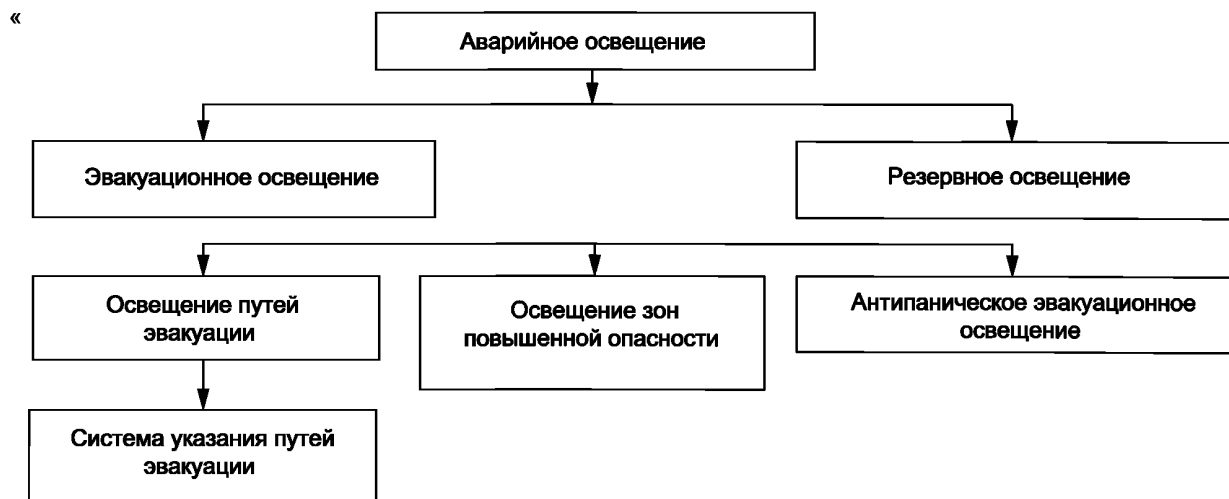 «
Аварийное освещение
Эвакуационное освещение
Резервное освещение
Освещение путей
эвакуации
Освещение зон
повышенной опасности
Антипаническое эвакуационное
освещение
Система указания путей
эвакуации